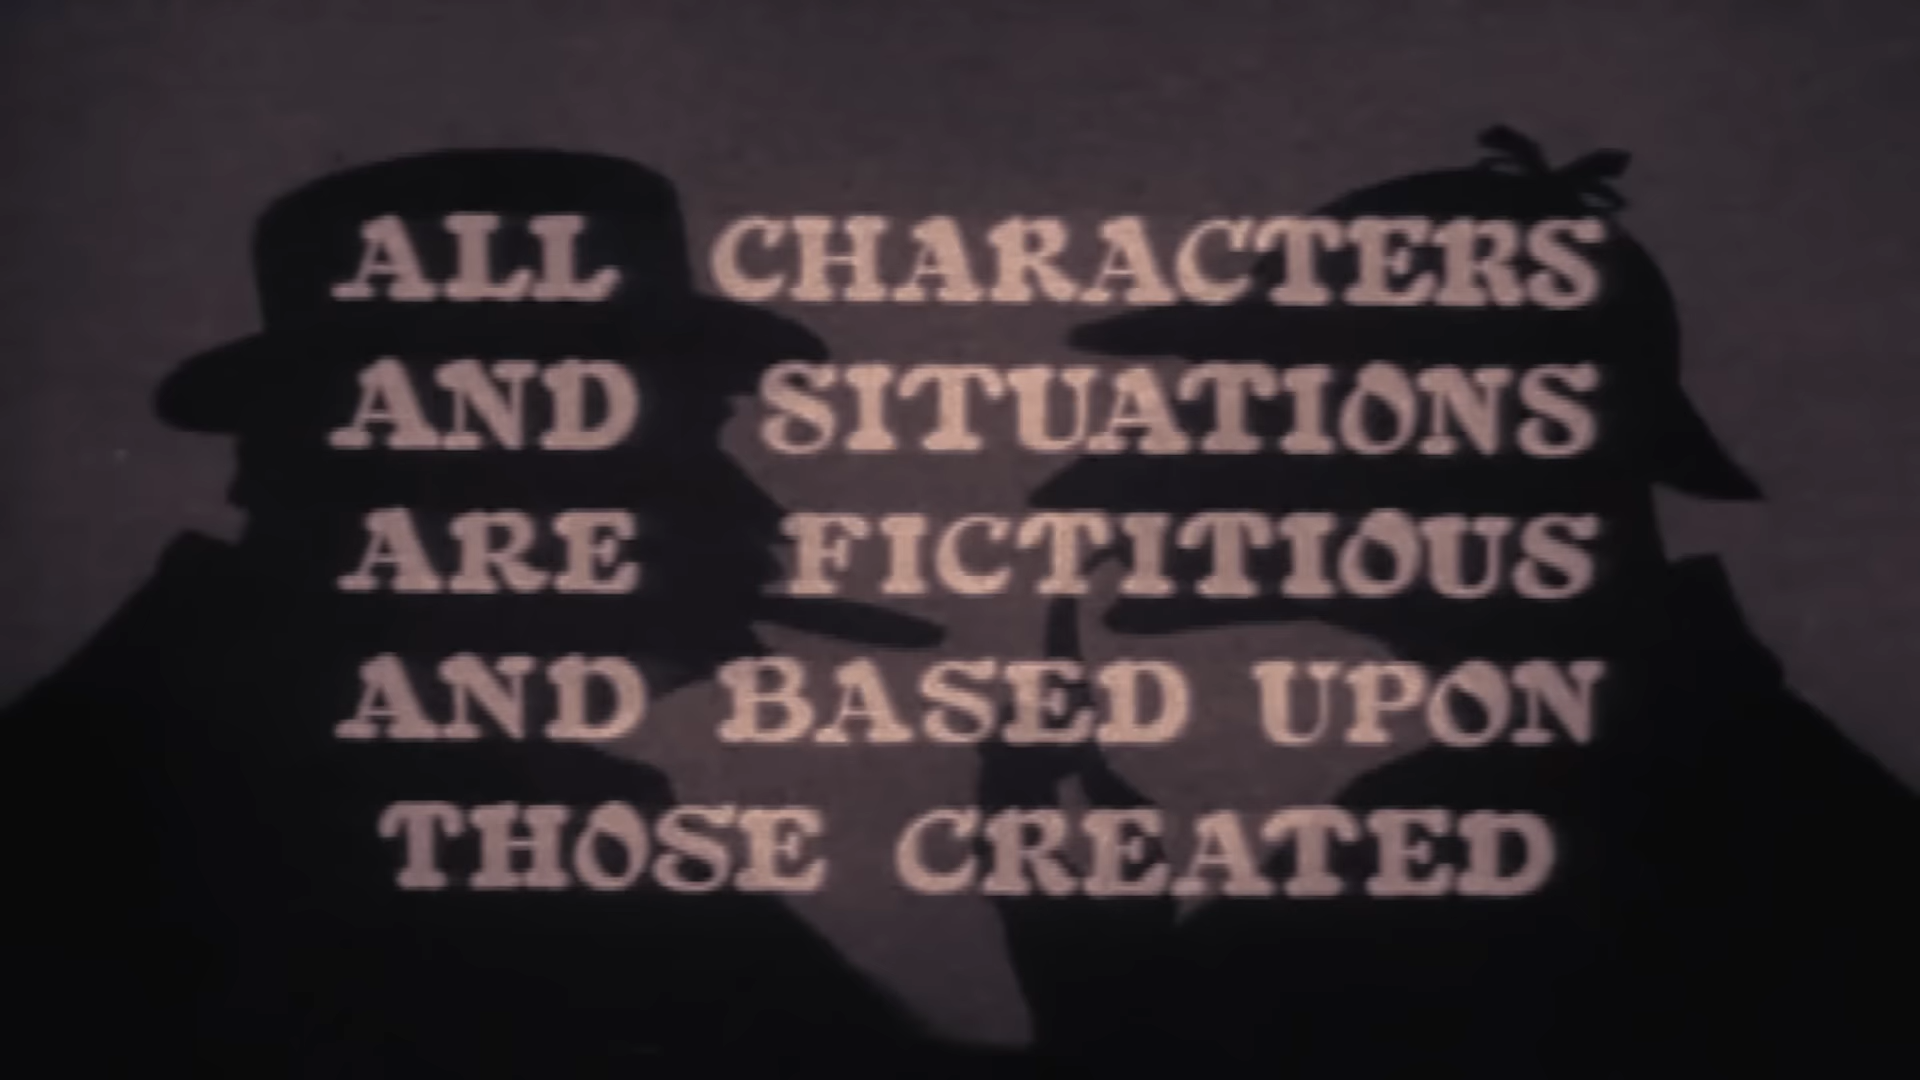 ALL CHARACTERS
AND SITUATIONS
ARE FICTITIOUS
AND BASED UPON
THOSE CREATED